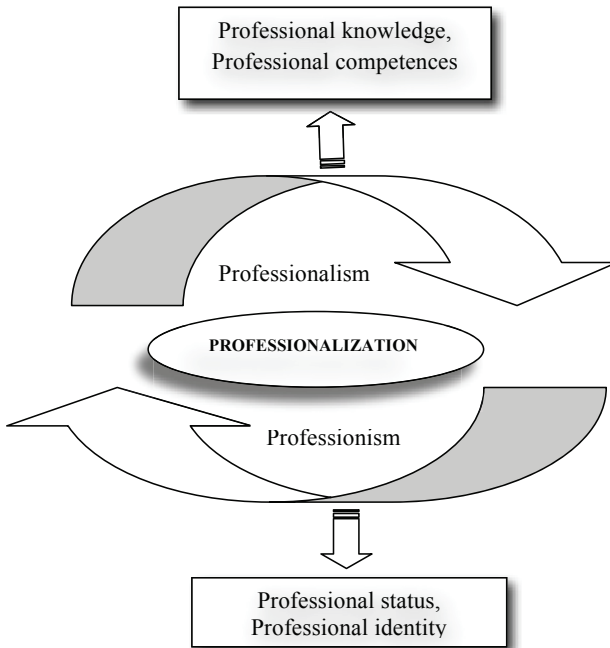 Professional knowledge,
Professional competences
Professionalism
PROFESSIONALIZATION
Professionism
Professional status,
Professional identity